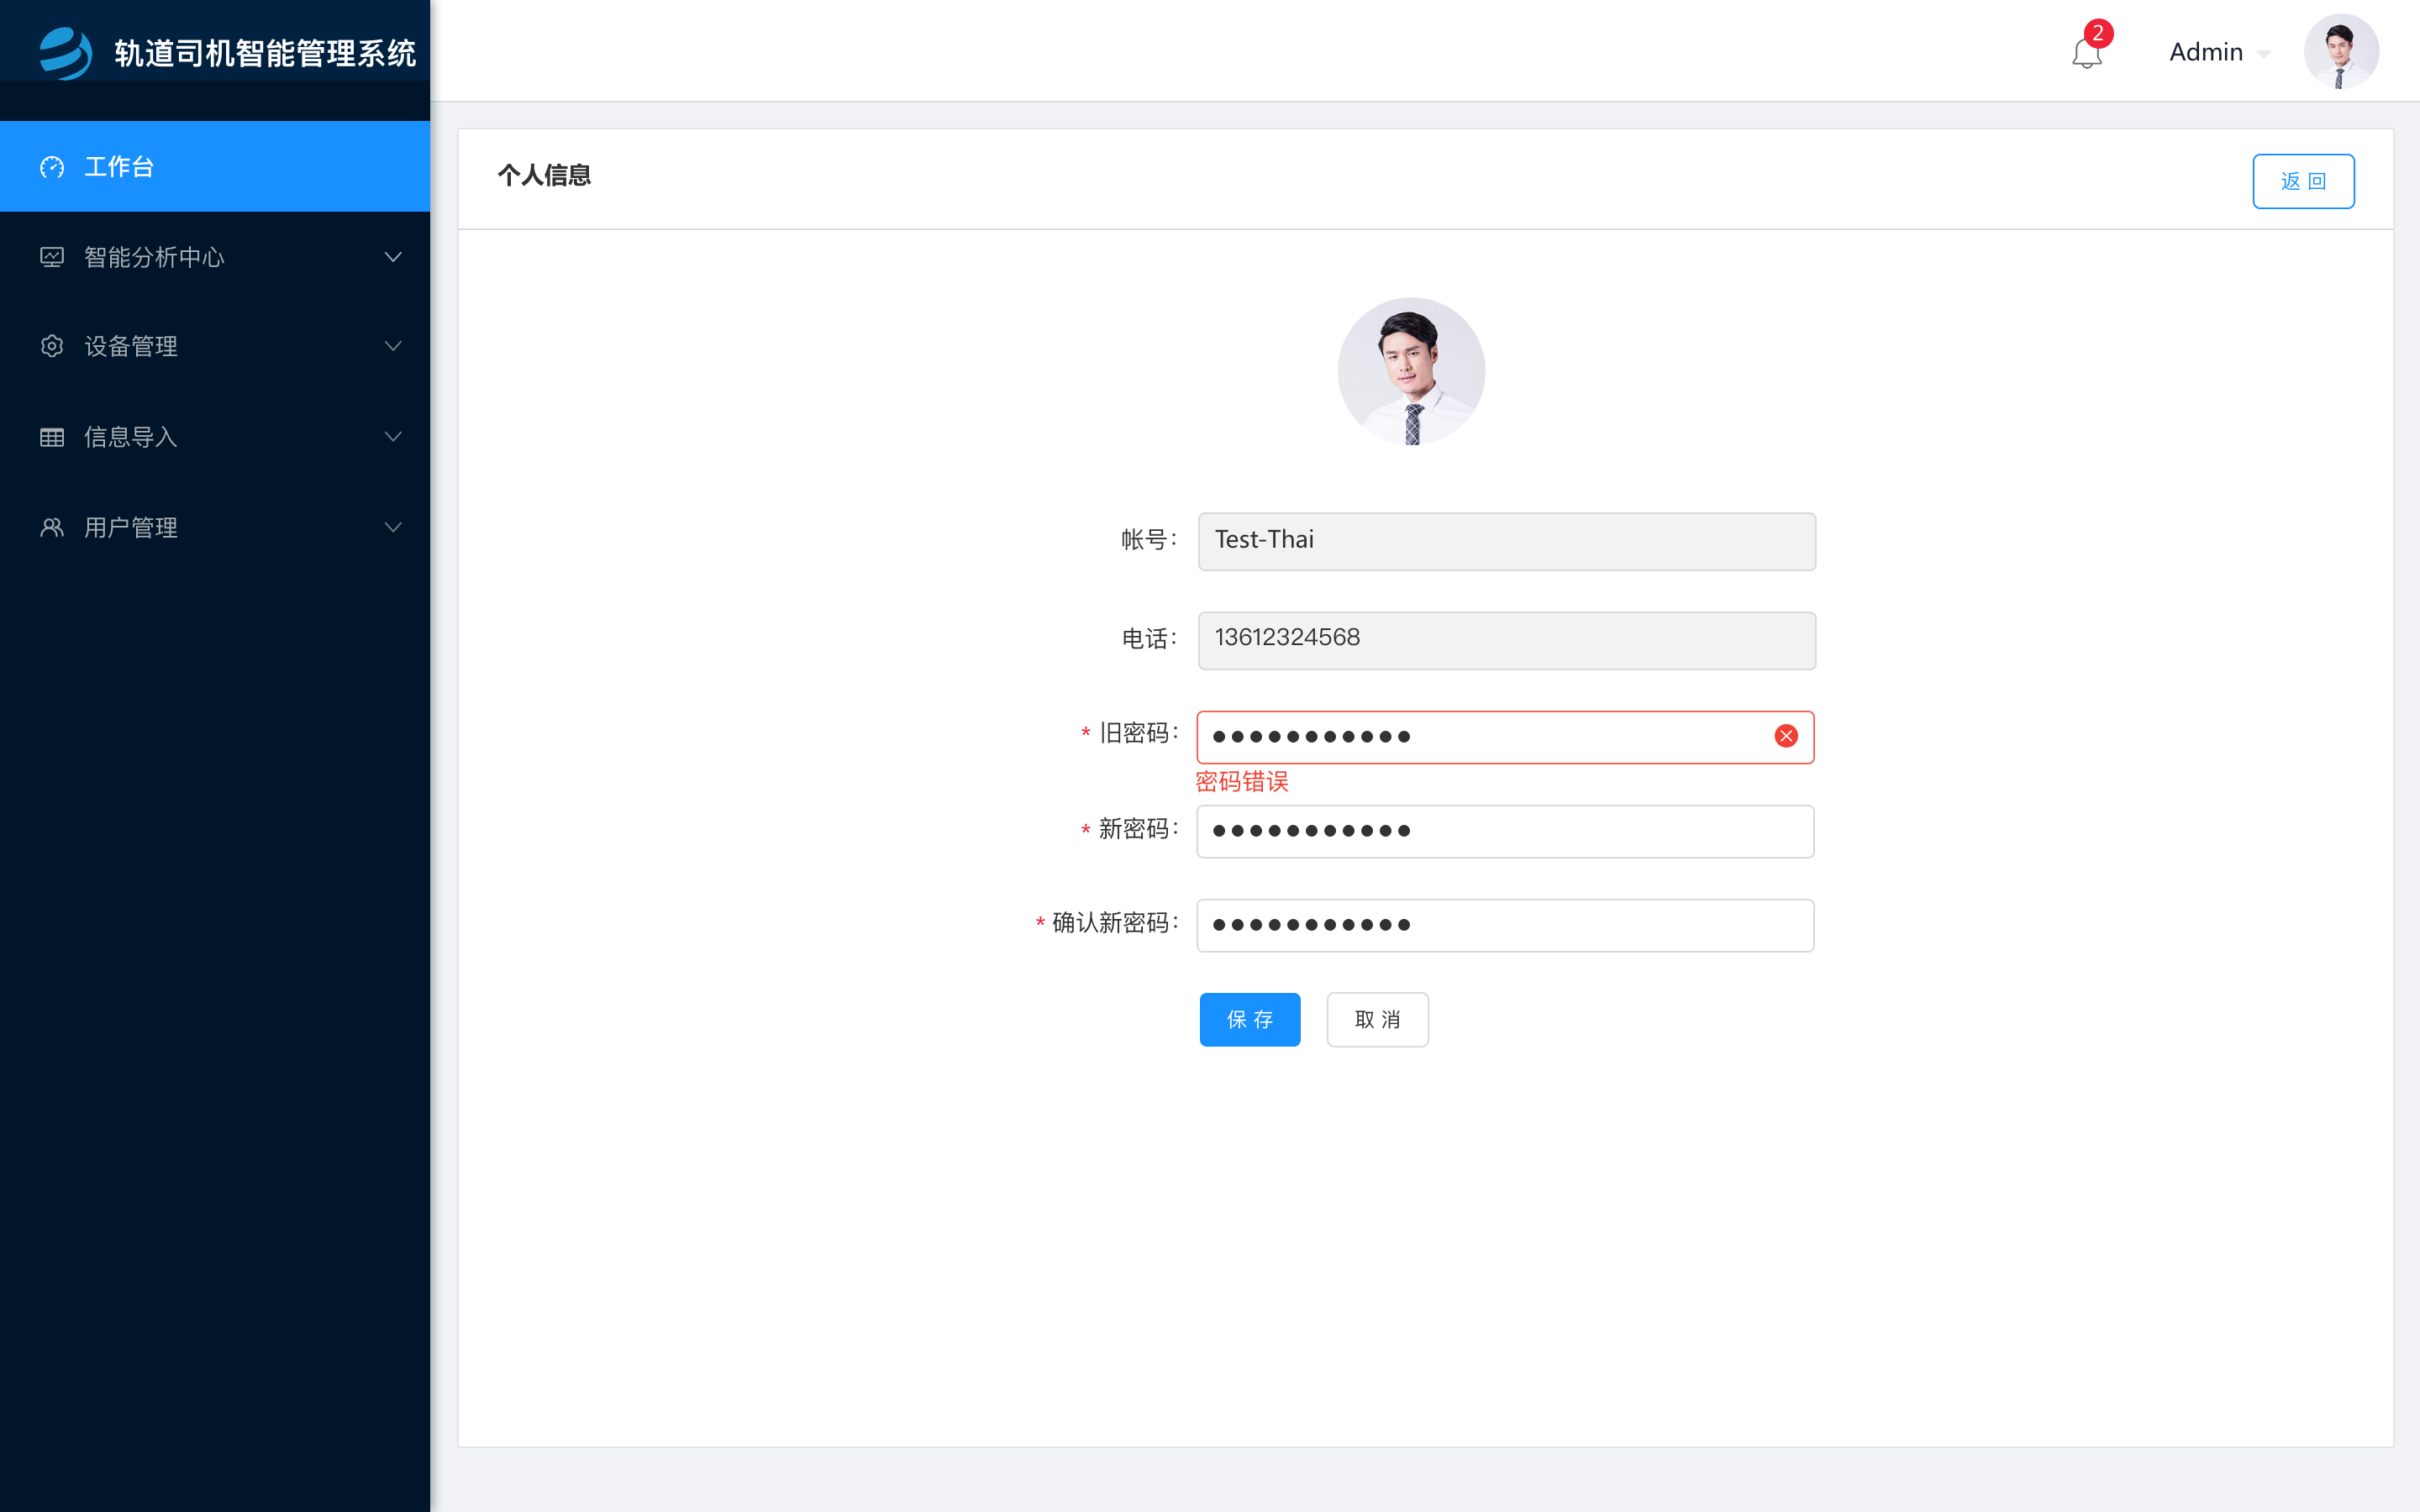 轨道司机智能管理系统
2
Admin
工作台
智能分析中心
设备管理
信息导入
用户管理
个人信息
返 回
帐号：
Test-Thai
电话：
13612324568
* 旧密码：
密码错误
* 新密码：
* 确认新密码：
保 存
取 消